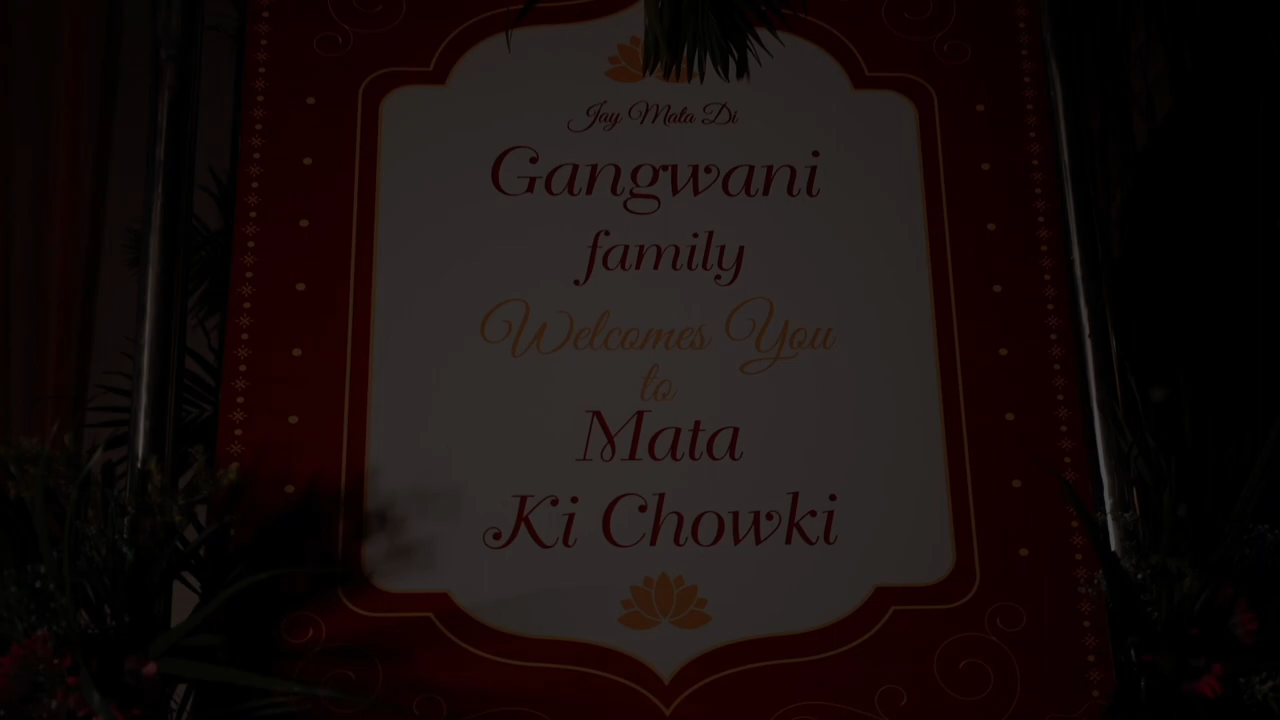 Jay Mata Di
Gangwani
family
Welcomes You
to
Mata
Ki Chowki